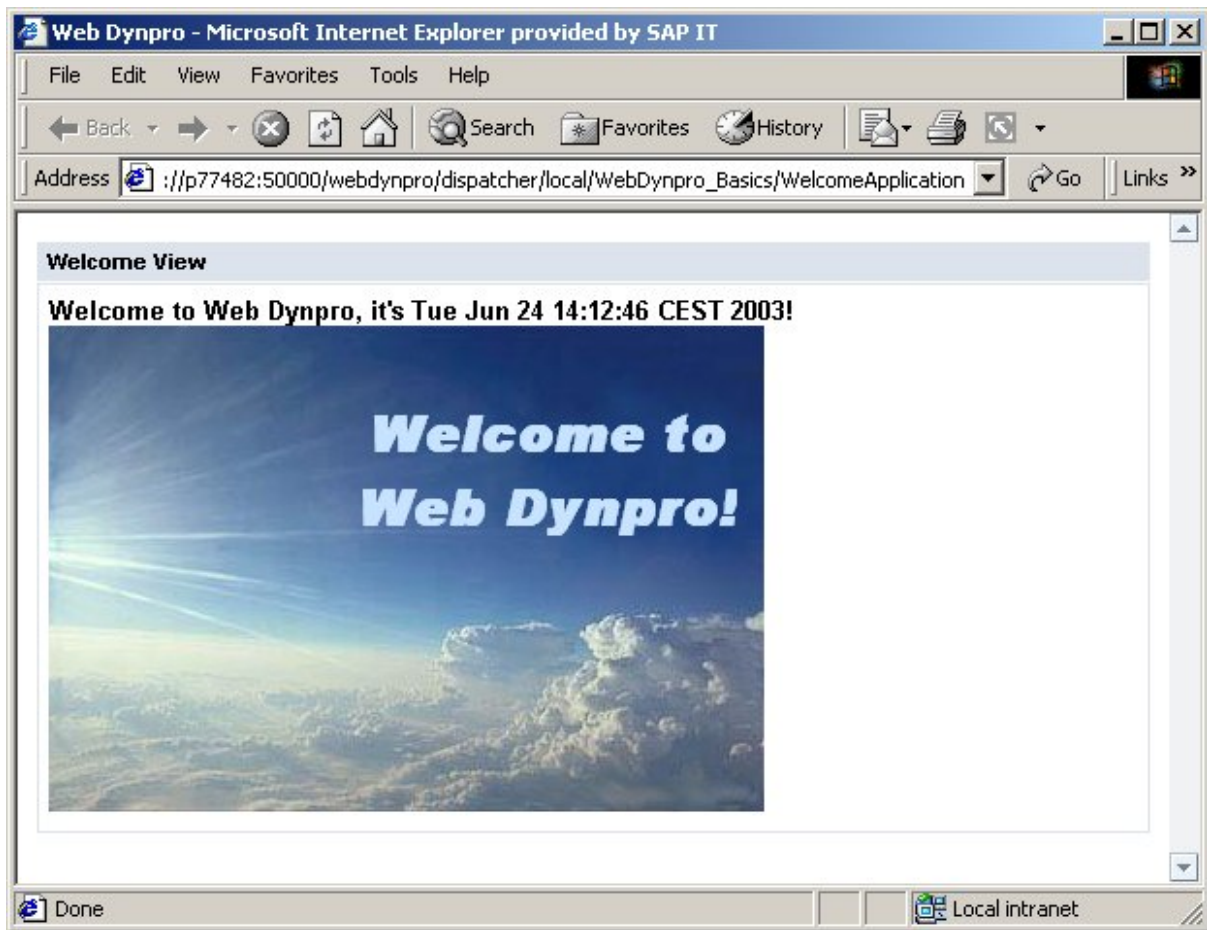 Web Dynpro - Microsoft Internet Explorer provided by SAP IT
File Edit View Favorites Tools Help
Back Search Favorites History
Address ://p77482:50000/webdynpro/dispatcher/local/WebDynpro_Basics/WelcomeApplication Go Links »
Welcome View
Welcome to Web Dynpro, it's Tue Jun 24 14:12:46 CEST 2003!
Welcome to
Web Dynpro!
Done Local intranet